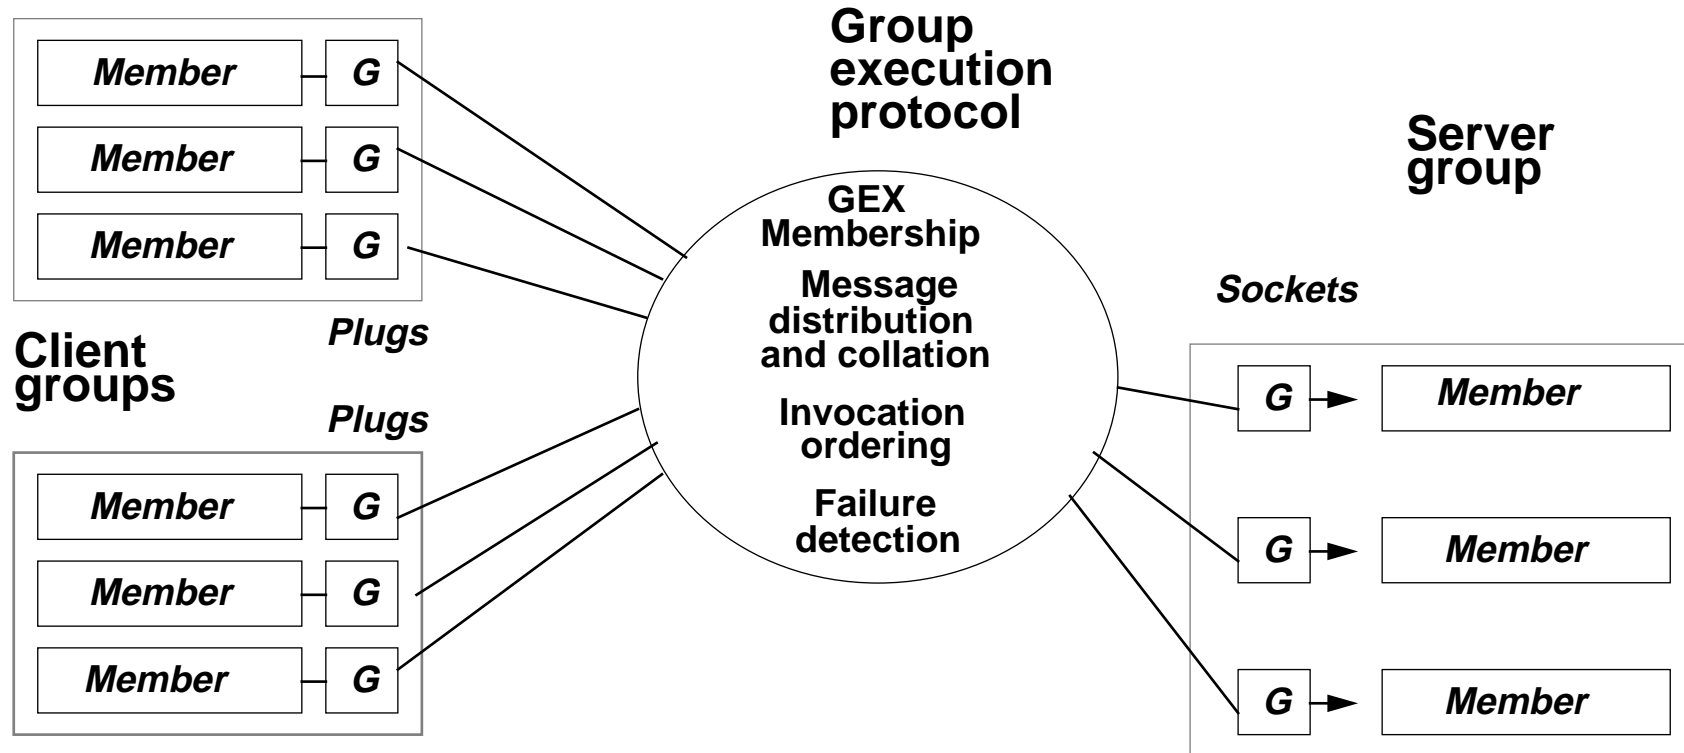 Group
execution
protocol
Server
group
Member G
Member G
Member G
Plugs
Client
groups
Plugs
Member G
Member G
Member G
GEX
Membership
Message
distribution
and collation
Invocation
ordering
Failure
detection
Sockets
G Member
G Member
G Member